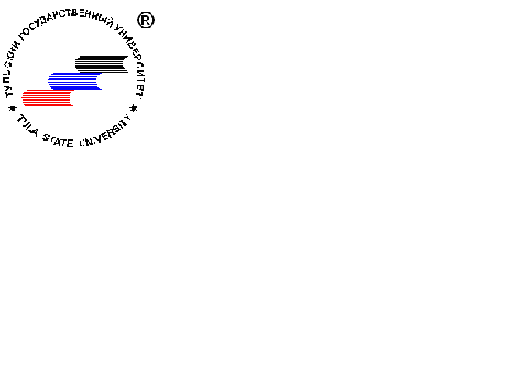 ТУЛЬСКИЙ ГОСУДАРСТВЕННЫЙ УНИВЕРСИТЕТ
®
* TULA STATE UNIVERSITY *